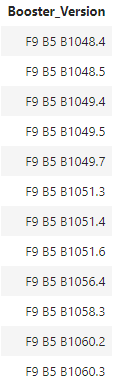 Booster_Version
F9 B5 B1048.4
F9 B5 B1048.5
F9 B5 B1049.4
F9 B5 B1049.5
F9 B5 B1049.7
F9 B5 B1051.3
F9 B5 B1051.4
F9 B5 B1051.6
F9 B5 B1056.4
F9 B5 B1058.3
F9 B5 B1060.2
F9 B5 B1060.3